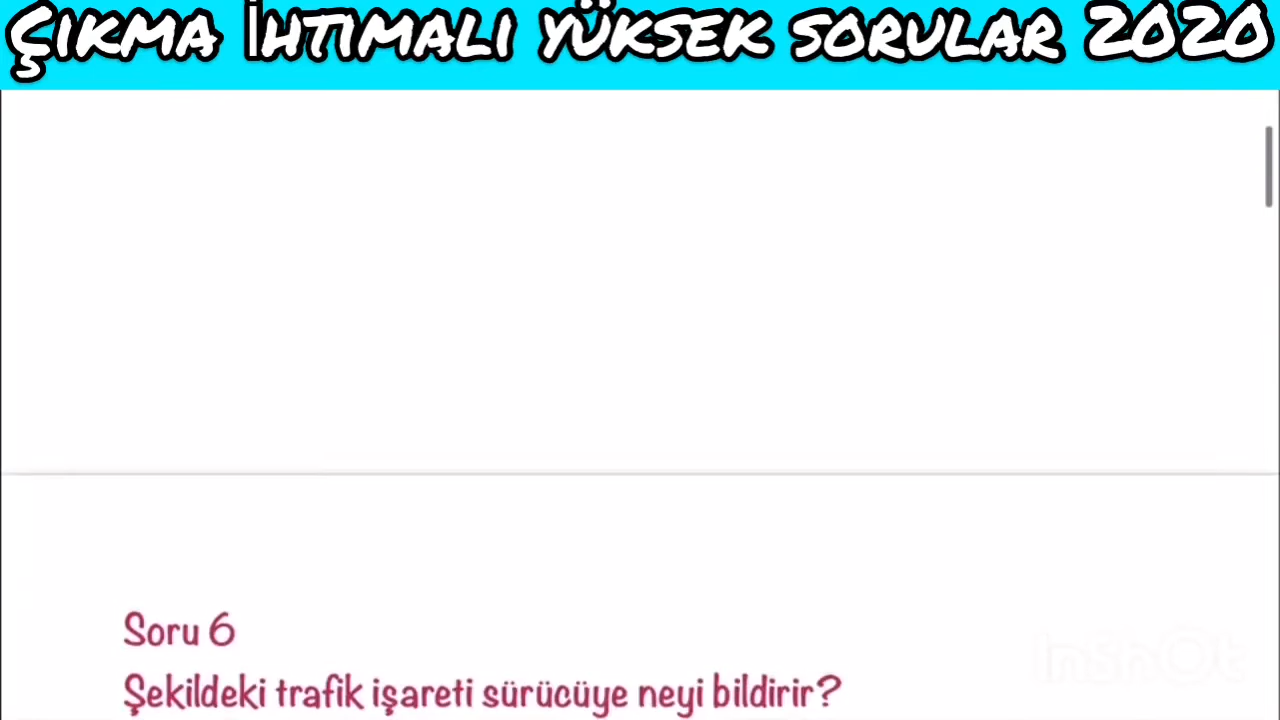 Çıkma İhtimali yüksek sorular 2020
Soru 6
Şekildeki trafik işareti sürücüye neyi bildirir?